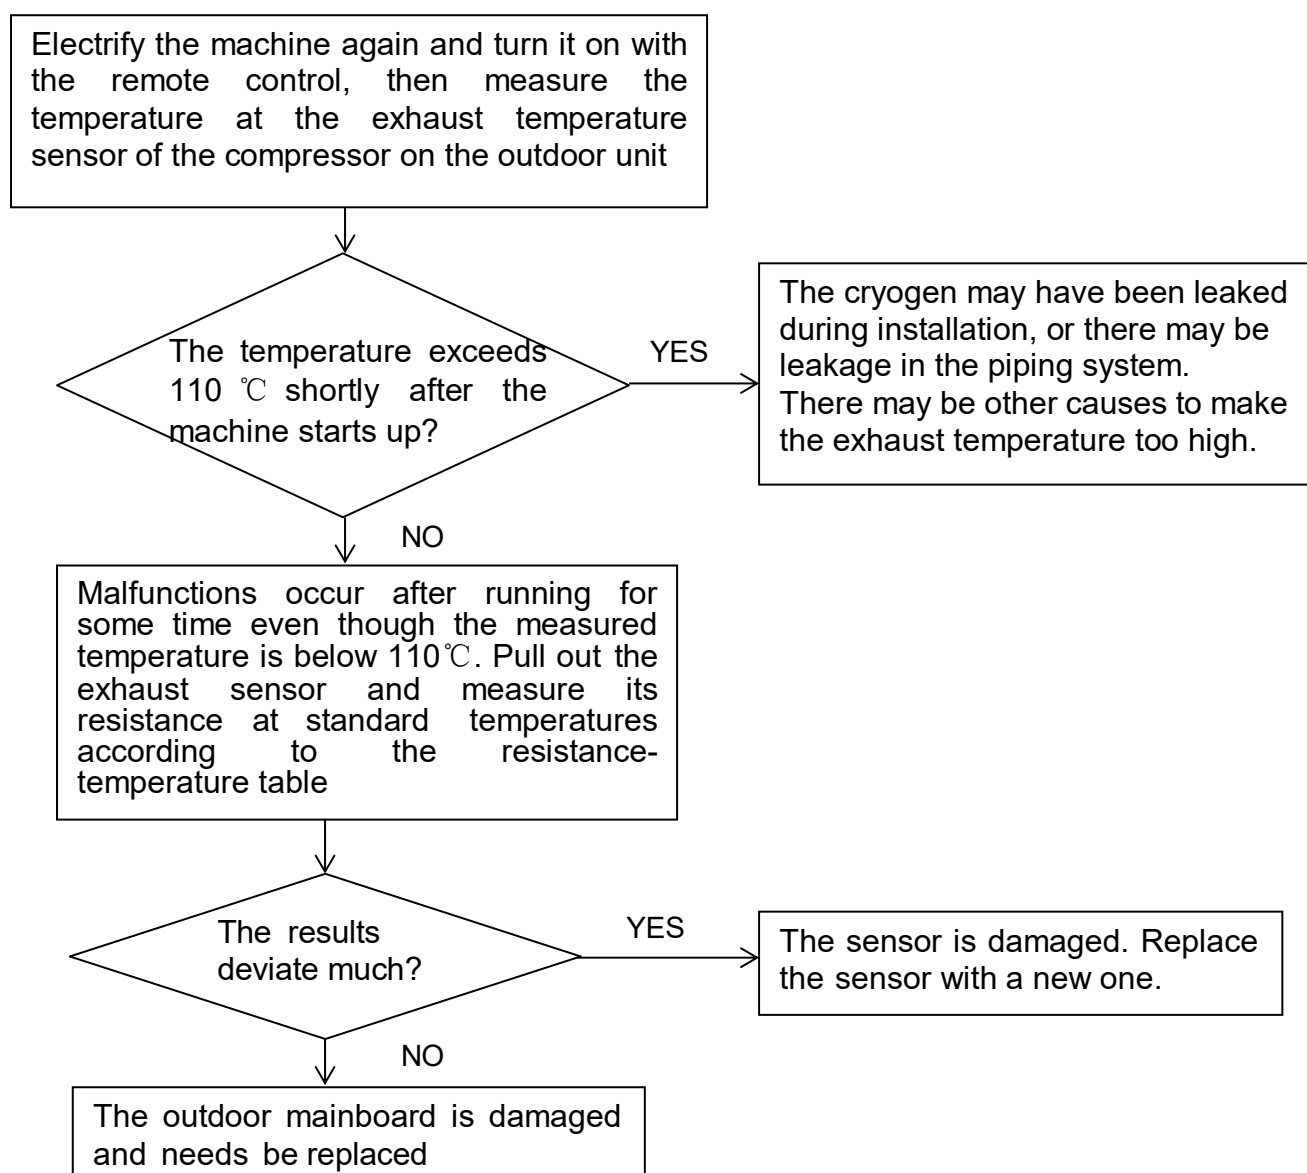 Electrify the machine again and turn it on with
the remote control, then measure the
temperature at the exhaust temperature
sensor of the compressor on the outdoor unit
The temperature exceeds
110 ℃ shortly after the
machine starts up?
YES
The cryogen may have been leaked
during installation, or there may be
leakage in the piping system.
There may be other causes to make
the exhaust temperature too high.
NO
Malfunctions occur after running for
some time even though the measured
temperature is below 110℃. Pull out the
exhaust sensor and measure its
resistance at standard temperatures
according to the resistance-
temperature table
The results
deviate much?
YES
The sensor is damaged. Replace
the sensor with a new one.
NO
The outdoor mainboard is damaged
and needs be replaced